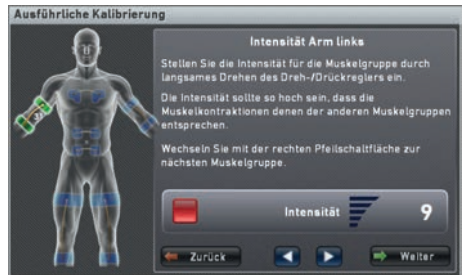 Ausführliche Kalibrierung
Intensität Arm links
Stellen Sie die Intensität für die Muskelgruppe durch
langsames Drehen des Dreh-/Drückreglers ein.
Die Intensität sollte so hoch sein, dass die
Muskelkontraktionen denen der anderen Muskelgruppen
entsprechen.
Wechseln Sie mit der rechten Pfeilschaltfläche zur
nächsten Muskelgruppe.
Intensität 9
Zurück Weiter